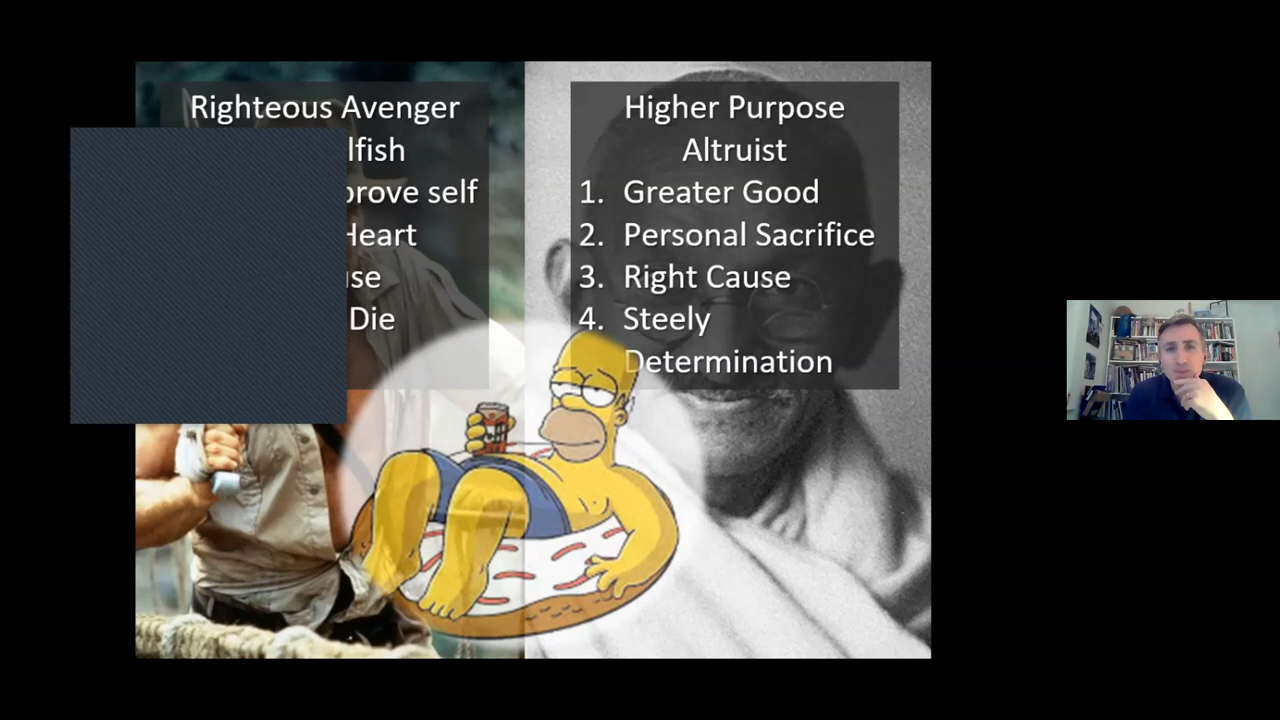 Righteous Avenger
lfish
prove self
Heart
use
Die
Higher Purpose
Altruist
1. Greater Good
2. Personal Sacrifice
3. Right Cause
4. Steely
Determination